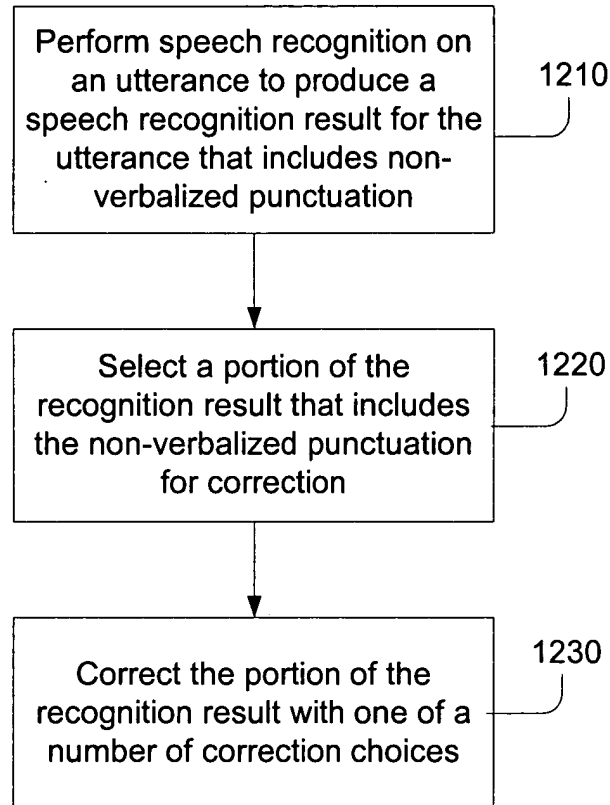 Perform speech recognition on
an utterance to produce a
speech recognition result for the
utterance that includes non-
verbalized punctuation
1210
Select a portion of the
recognition result that includes
the non-verbalized punctuation
for correction
1220
Correct the portion of the
recognition result with one of a
number of correction choices
1230